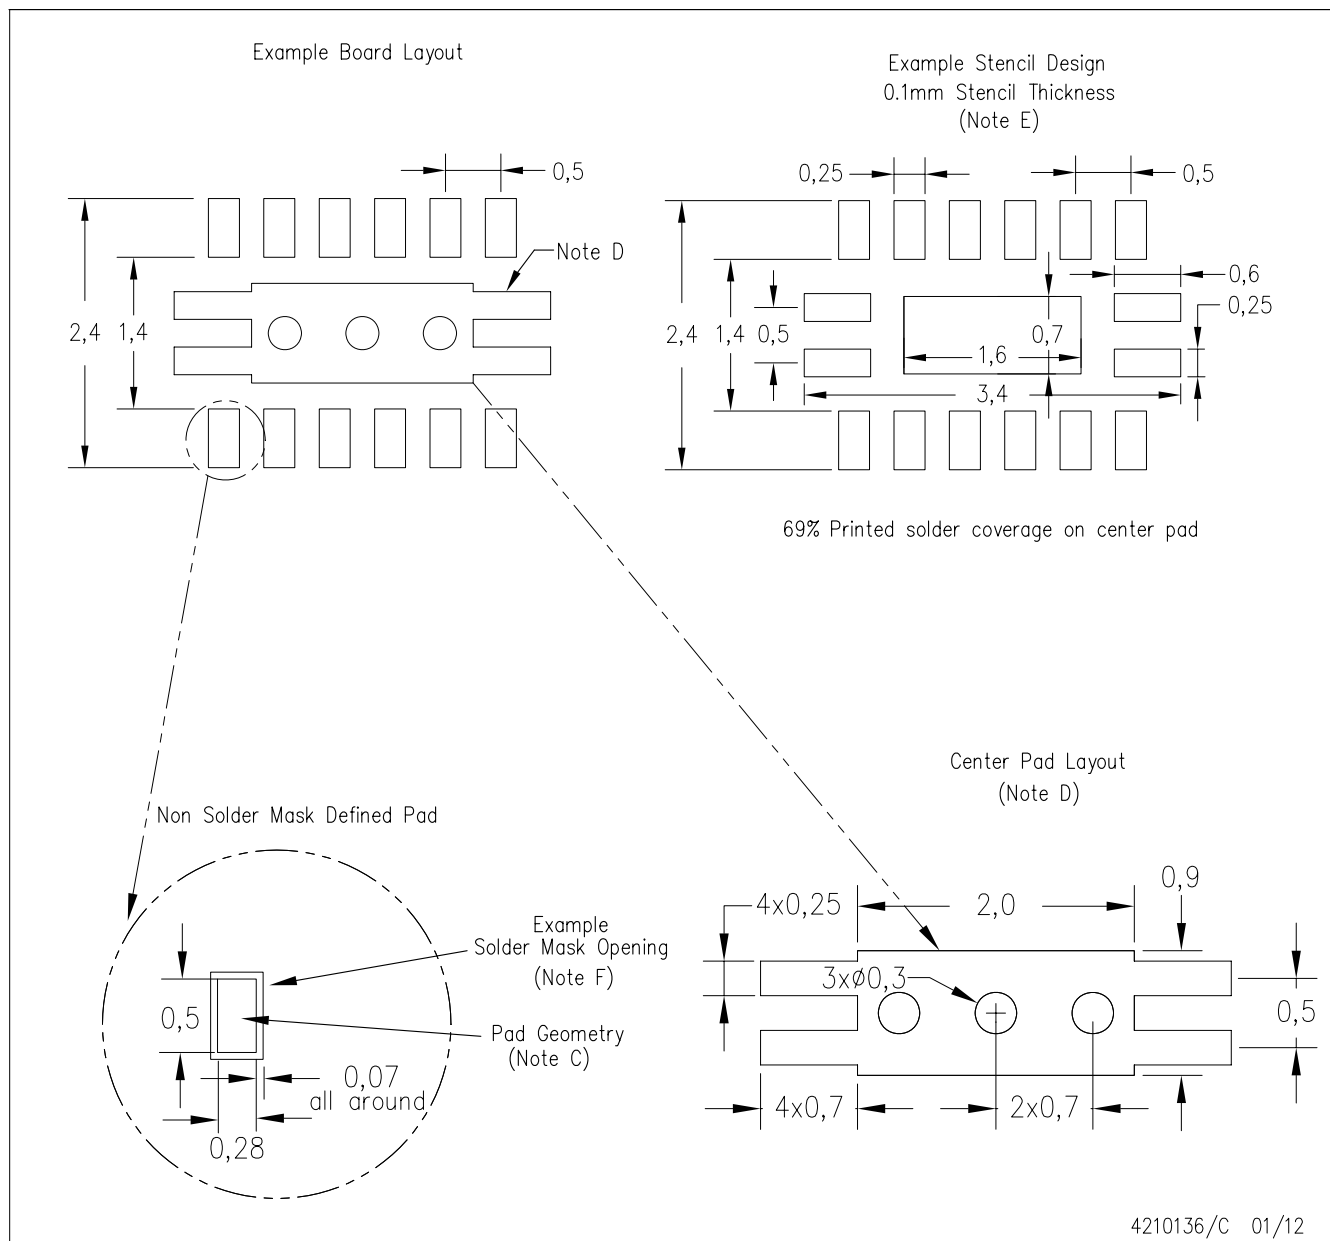 Example Board Layout
0,5
Note D
2,4
1,4
Example Stencil Design
0.1mm Stencil Thickness
(Note E)
0,25
0,5
0,6
0,25
2,4
1,4
0,5
0,7
1,6
3,4
69% Printed solder coverage on center pad
Non Solder Mask Defined Pad
Example
Solder Mask Opening
(Note F)
0,5
Pad Geometry
(Note C)
0,07
all around
0,28
Center Pad Layout
(Note D)
4x0,25
2,0
0,9
3xø0,3
0,5
4x0,7
2x0,7
4210136/C 01/12